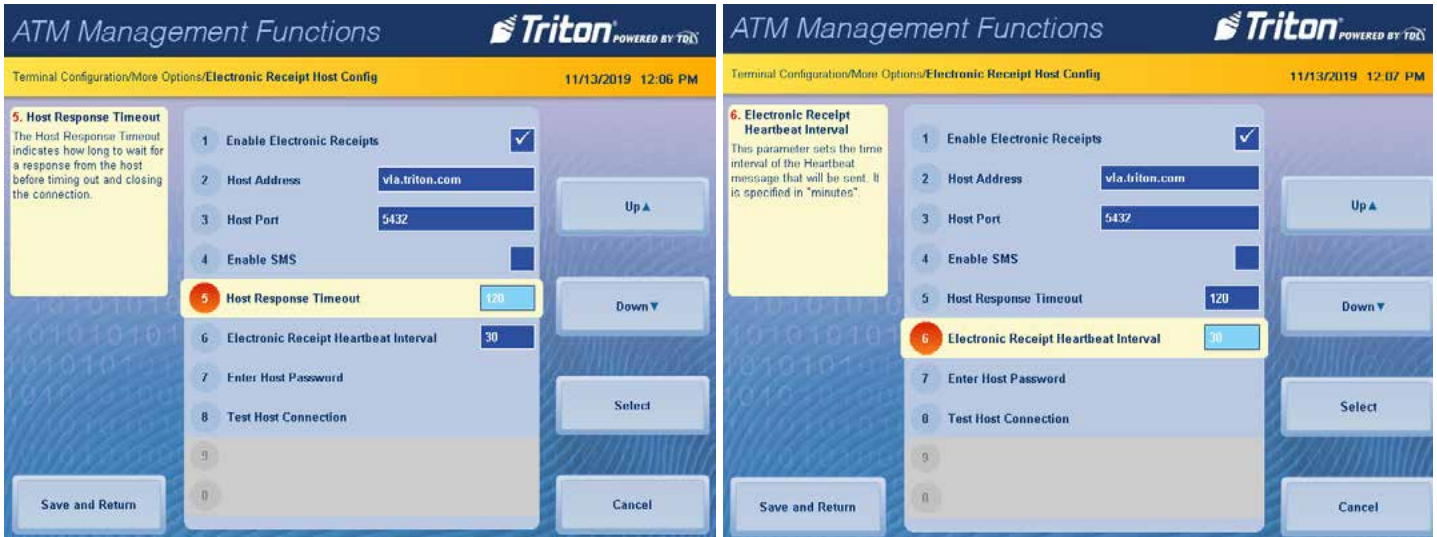 ATM Management Functions
Triton POWERED BY TDL
Terminal Configuration/More Options/Electronic Receipt Host Config
11/13/2019 12:06 PM
5. Host Response Timeout
The Host Response Timeout
indicates how long to wait for
a response from the host
before timing out and closing
the connection.
1 Enable Electronic Receipts
2 Host Address vla.triton.com
3 Host Port 5432
4 Enable SMS
5 Host Response Timeout 120
6 Electronic Receipt Heartbeat Interval 30
7 Enter Host Password
8 Test Host Connection
9
0
Up
Down
Select
Save and Return
Cancel
ATM Management Functions
Triton POWERED BY TDL
Terminal Configuration/More Options/Electronic Receipt Host Config
11/13/2019 12:07 PM
6. Electronic Receipt
Heartbeat Interval
This parameter sets the time
interval of the Heartbeat
message that will be sent. It
is specified in "minutes".
1 Enable Electronic Receipts
2 Host Address vla.triton.com
3 Host Port 5432
4 Enable SMS
5 Host Response Timeout 120
6 Electronic Receipt Heartbeat Interval 30
7 Enter Host Password
8 Test Host Connection
9
0
Up
Down
Select
Save and Return
Cancel